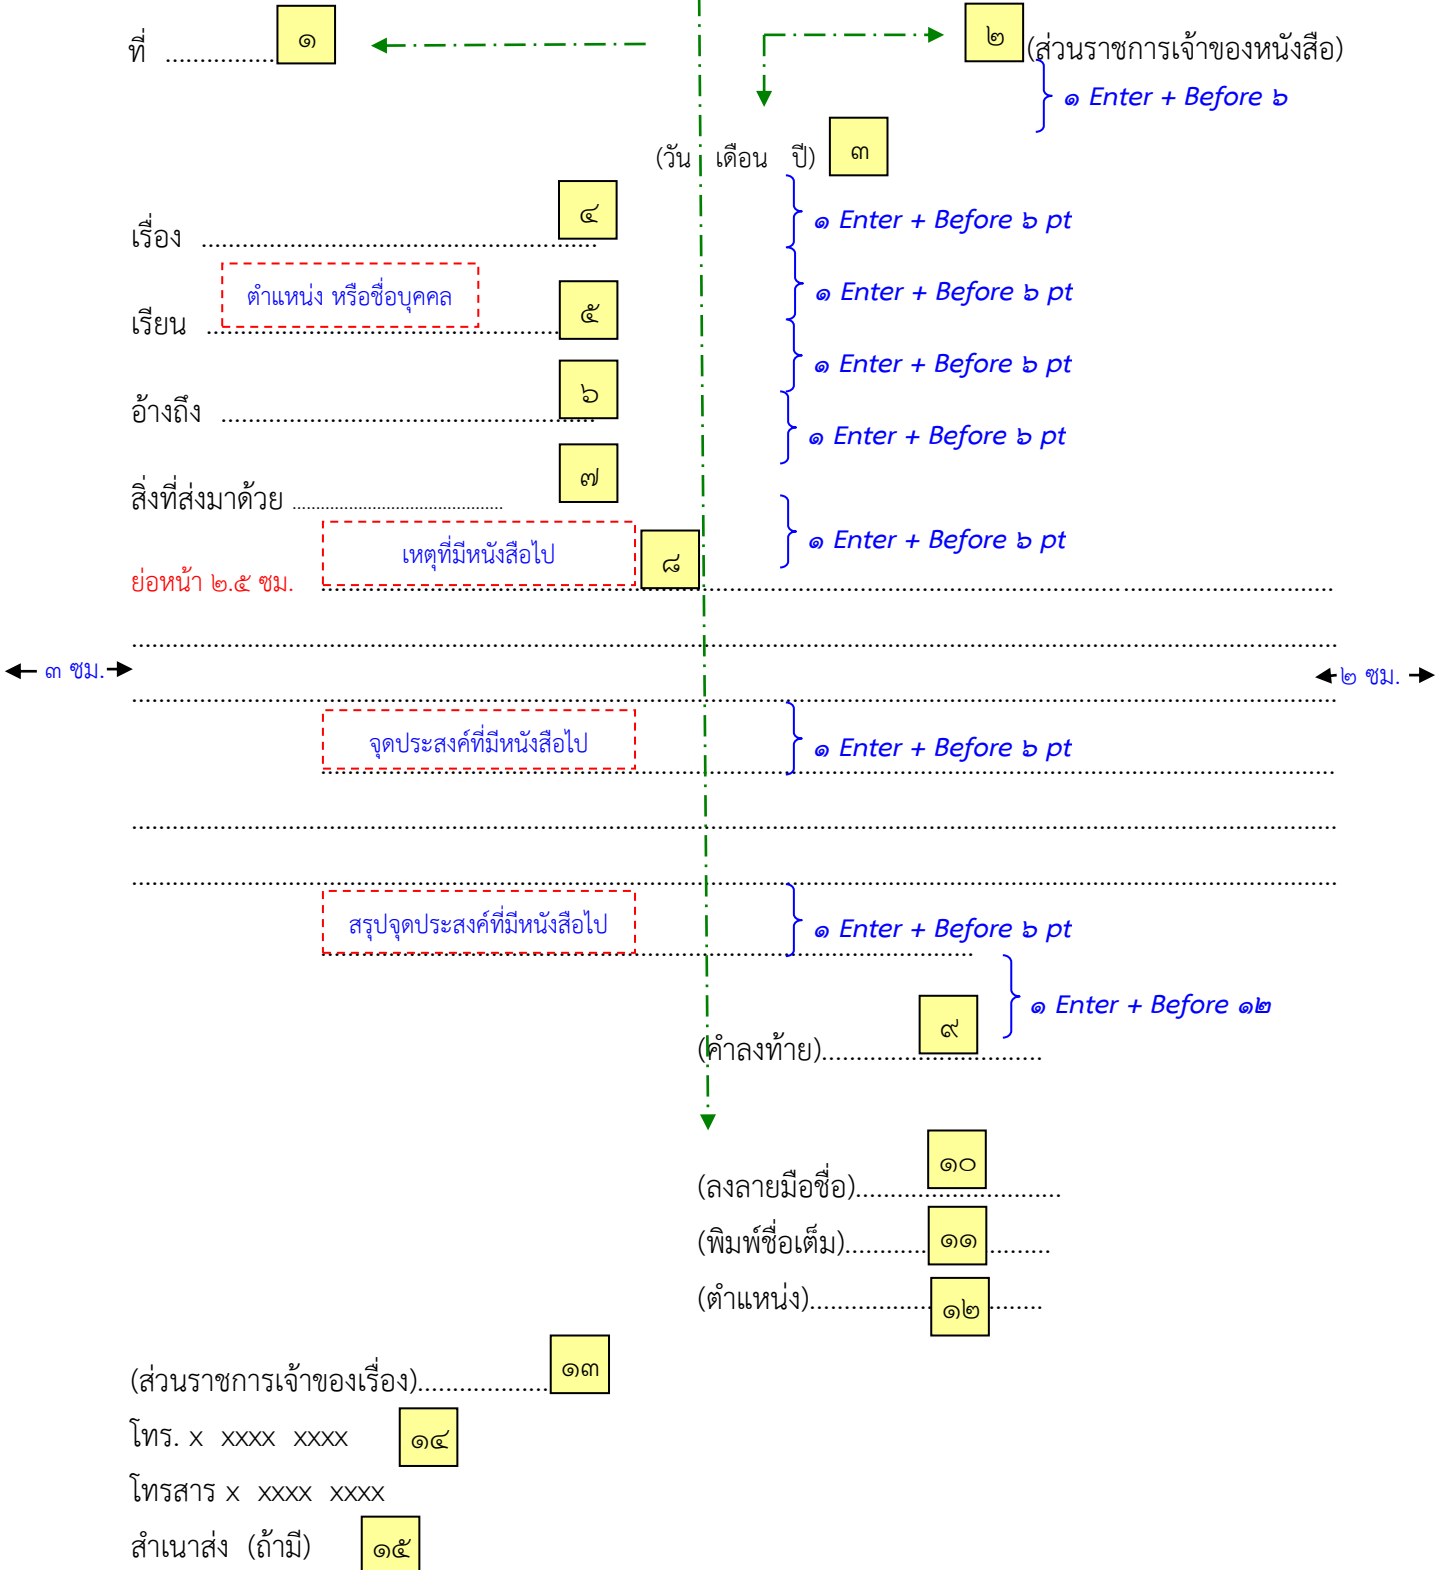 ที่ ................ ๑ ๒ (ส่วนราชการเจ้าของหนังสือ)
๑ Enter + Before ๖
(วัน เดือน ปี) ๓
๔ ๑ Enter + Before ๖ pt
เรื่อง ...........................................................
ตำแหน่ง หรือชื่อบุคคล ๕ ๑ Enter + Before ๖ pt
เรียน .....................................................
๖ ๑ Enter + Before ๖ pt
อ้างถึง ........................................................
๗ ๑ Enter + Before ๖ pt
สิ่งที่ส่งมาด้วย .............................................
เหตุที่มีหนังสือไป ๘ ๑ Enter + Before ๖ pt
ย่อหน้า ๒.๕ ซม. ....................................................................................................
....................................................................................................
๓ ซม. ๒ ซม.
....................................................................................................
จุดประสงค์ที่มีหนังสือไป ๑ Enter + Before ๖ pt
....................................................................................................
....................................................................................................
....................................................................................................
สรุปจุดประสงค์ที่มีหนังสือไป ๑ Enter + Before ๖ pt
....................................................................................................
๙ ๑ Enter + Before ๑๒
(คำลงท้าย)................................
๑๐
(ลงลายมือชื่อ)..............................
(พิมพ์ชื่อเต็ม)............ ๑๑ .........
(ตำแหน่ง).................. ๑๒ ........
(ส่วนราชการเจ้าของเรื่อง)................... ๑๓
โทร. x xxxx xxxx ๑๔
โทรสาร x xxxx xxxx
สำเนาส่ง (ถ้ามี) ๑๕